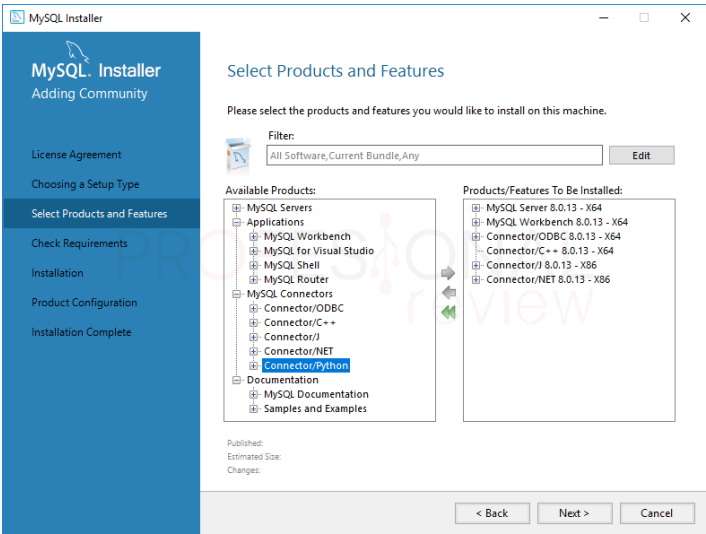 MySQL Installer
MySQL. Installer
Adding Community
License Agreement
Choosing a Setup Type
Select Products and Features
Check Requirements
Installation
Product Configuration
Installation Complete
Select Products and Features
Please select the products and features you would like to install on this machine.
Filter:
All Software,Current Bundle,Any
Edit
Available Products:
MySQL Servers
Applications
MySQL Workbench
MySQL for Visual Studio
MySQL Shell
MySQL Router
MySQL Connectors
Connector/ODBC
Connector/C++
Connector/J
Connector/NET
Connector/Python
Documentation
MySQL Documentation
Samples and Examples
Products/Features To Be Installed:
MySQL Server 8.0.13 - X64
MySQL Workbench 8.0.13 - X64
Connector/ODBC 8.0.13 - X64
Connector/C++ 8.0.13 - X64
Connector/J 8.0.13 - X86
Connector/NET 8.0.13 - X86
review
Published:
Estimated Size:
Changes:
< Back
Next >
Cancel